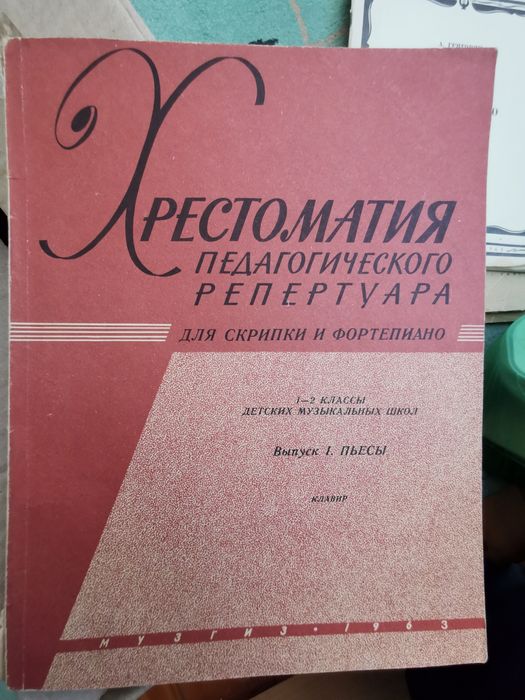 ХРЕСТОМАТИЯ
ПЕДАГОГИЧЕСКОГО
РЕПЕРТУАРА
ДЛЯ СКРИПКИ И ФОРТЕПИАНО
1—2 КЛАССЫ
ДЕТСКИХ МУЗЫКАЛЬНЫХ ШКОЛ
Выпуск I. ПЬЕСЫ
КЛАВИР
МУЗГИЗ • 1963